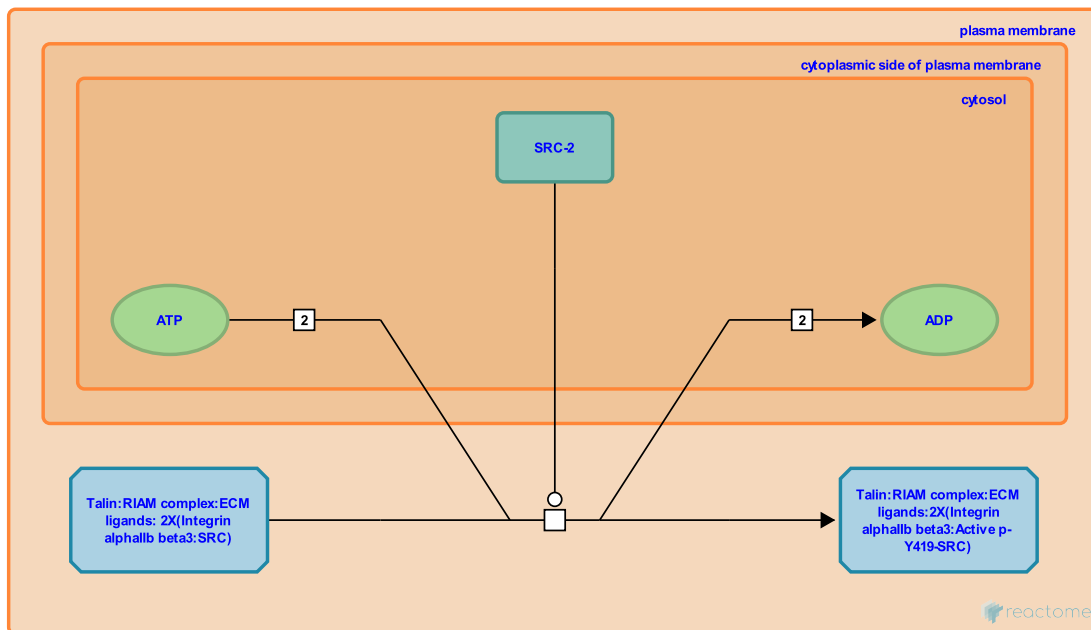 plasma membrane
cytoplasmic side of plasma membrane
cytosol
SRC-2
ATP
2
2
ADP
Talin:RIAM complex:ECM
ligands: 2X(Integrin
alphaIIb beta3:SRC)
Talin:RIAM complex:ECM
ligands:2X(Integrin
alphaIIb beta3:Active p-
Y419-SRC)
reactome